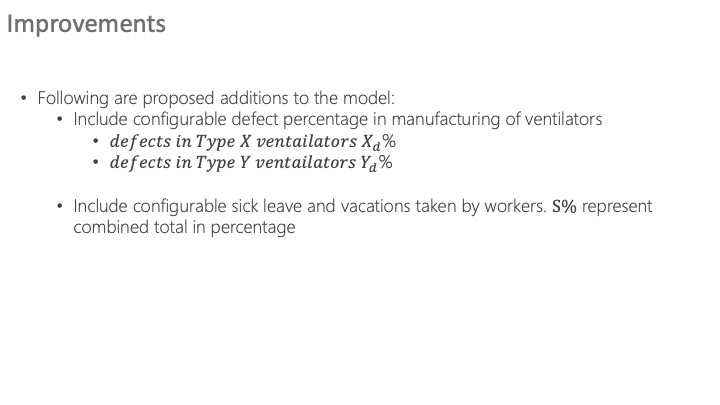 Improvements
• Following are proposed additions to the model:
• Include configurable defect percentage in manufacturing of ventilators
• defects in Type X ventailators X_d%
• defects in Type Y ventailators Y_d%
• Include configurable sick leave and vacations taken by workers. S% represent
combined total in percentage